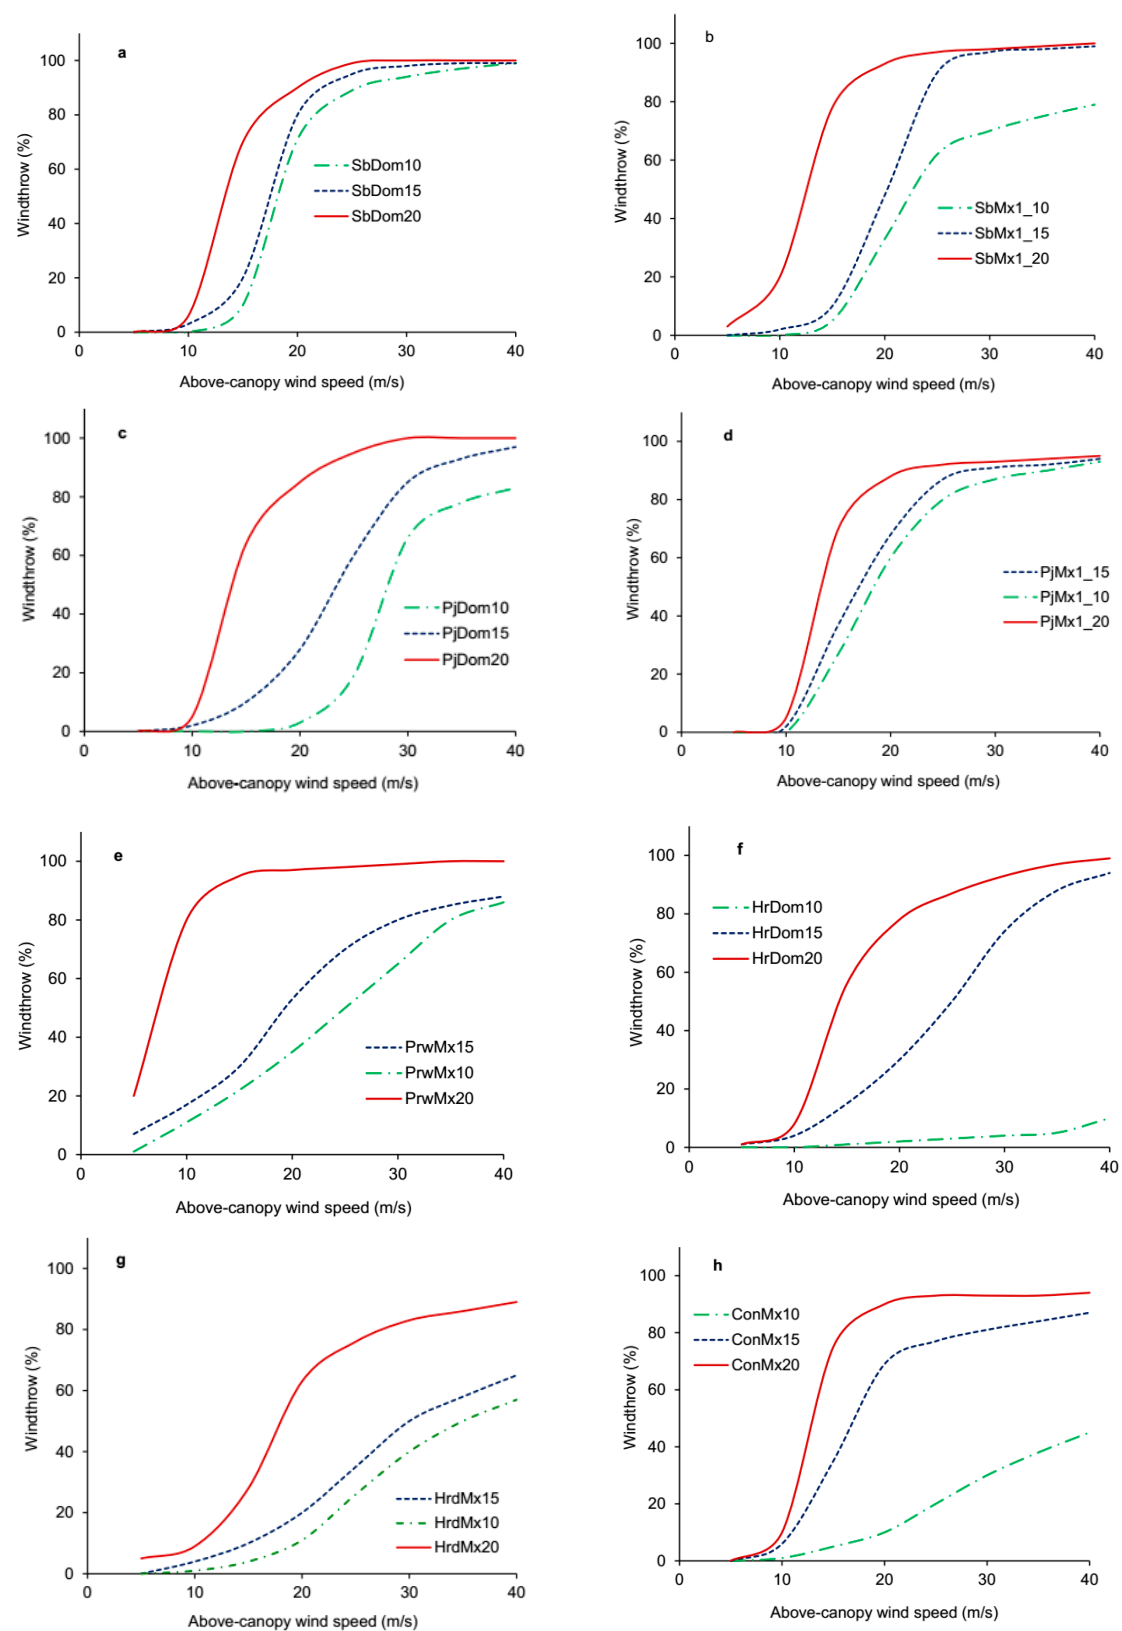 a
100
80
60
40
20
0
Windthrow (%)
SbDom10
SbDom15
SbDom20
0 10 20 30 40
Above-canopy wind speed (m/s)
b
100
80
60
40
20
0
Windthrow (%)
SbMx1_10
SbMx1_15
SbMx1_20
0 10 20 30 40
Above-canopy wind speed (m/s)
c
100
80
60
40
20
0
Windthrow (%)
PjDom10
PjDom15
PjDom20
0 10 20 30 40
Above-canopy wind speed (m/s)
d
100
80
60
40
20
0
Windthrow (%)
PjMx1_15
PjMx1_10
PjMx1_20
0 10 20 30 40
Above-canopy wind speed (m/s)
e
100
80
60
40
20
0
Windthrow (%)
PrwMx15
PrwMx10
PrwMx20
0 10 20 30 40
Above-canopy wind speed (m/s)
f
100
80
60
40
20
0
Windthrow (%)
HrDom10
HrDom15
HrDom20
0 10 20 30 40
Above-canopy wind speed (m/s)
g
100
80
60
40
20
0
Windthrow (%)
HrdMx15
HrdMx10
HrdMx20
0 10 20 30 40
Above-canopy wind speed (m/s)
h
100
80
60
40
20
0
Windthrow (%)
ConMx10
ConMx15
ConMx20
0 10 20 30 40
Above-canopy wind speed (m/s)